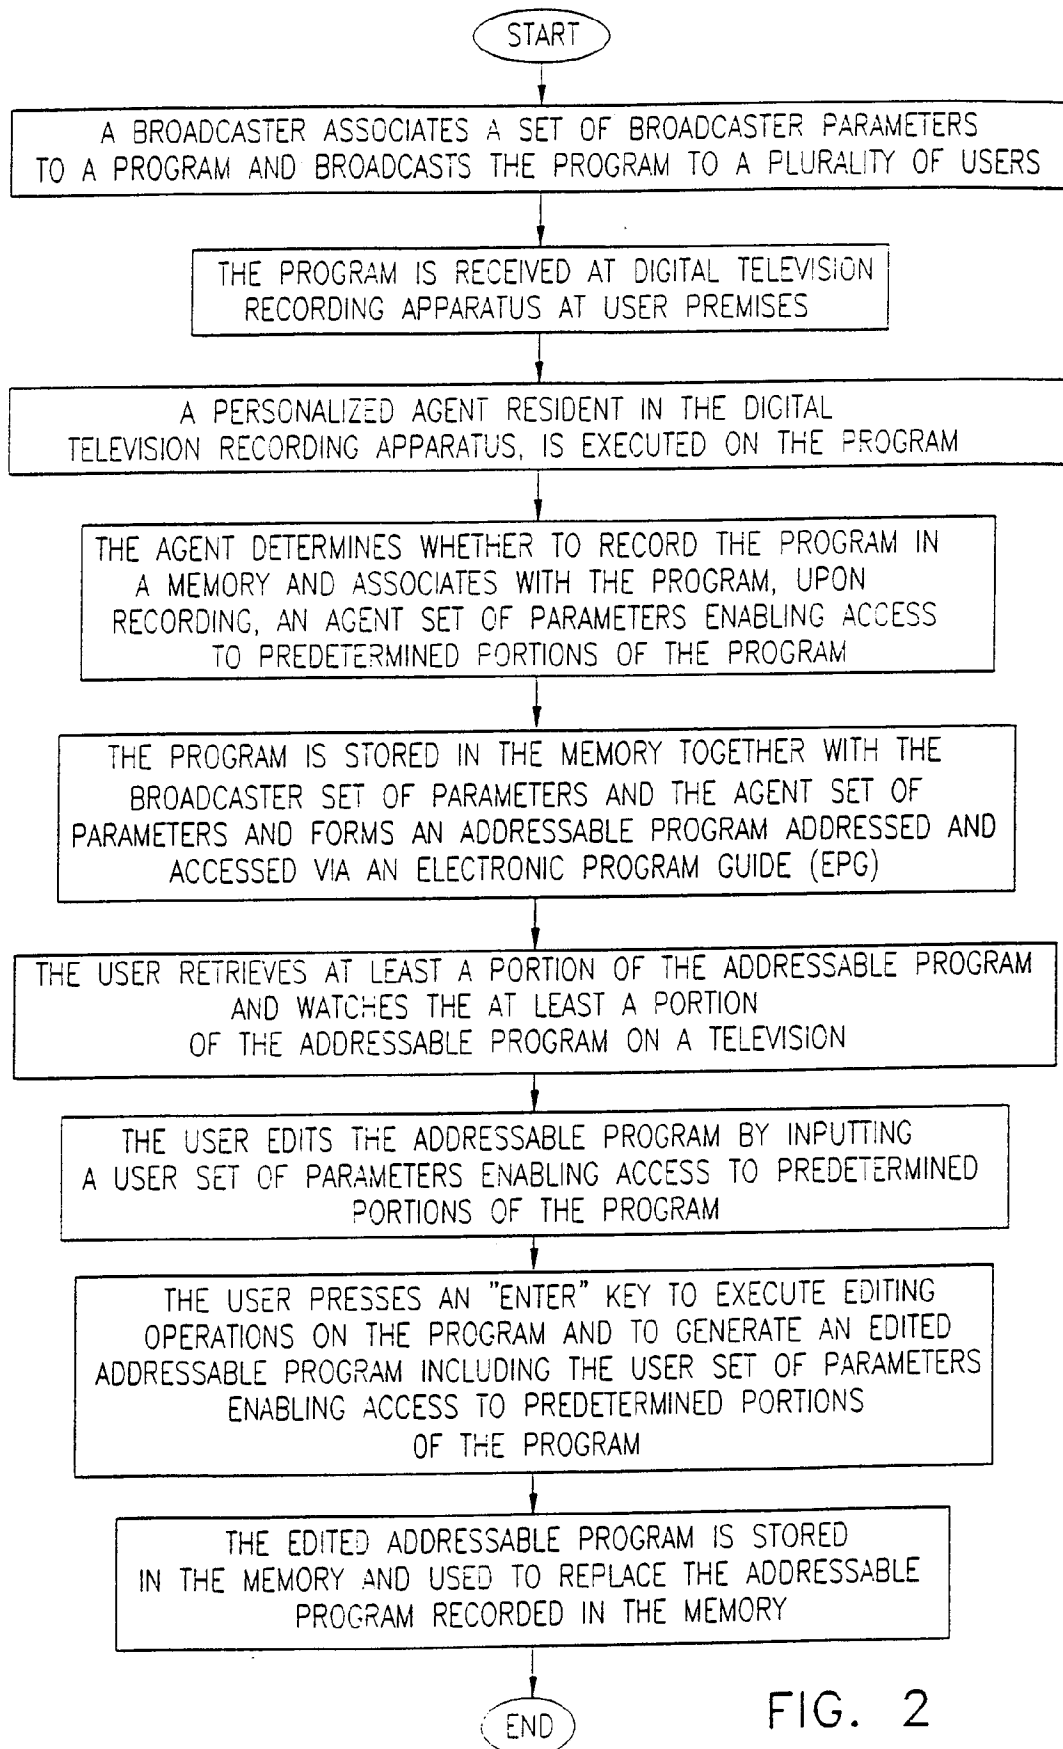 START
A BROADCASTER ASSOCIATES A SET OF BROADCASTER PARAMETERS
TO A PROGRAM AND BROADCASTS THE PROGRAM TO A PLURALITY OF USERS
THE PROGRAM IS RECEIVED AT DIGITAL TELEVISION
RECORDING APPARATUS AT USER PREMISES
A PERSONALIZED AGENT RESIDENT IN THE DIGITAL
TELEVISION RECORDING APPARATUS, IS EXECUTED ON THE PROGRAM
THE AGENT DETERMINES WHETHER TO RECORD THE PROGRAM IN
A MEMORY AND ASSOCIATES WITH THE PROGRAM, UPON
RECORDING, AN AGENT SET OF PARAMETERS ENABLING ACCESS
TO PREDETERMINED PORTIONS OF THE PROGRAM
THE PROGRAM IS STORED IN THE MEMORY TOGETHER WITH THE
BROADCASTER SET OF PARAMETERS AND THE AGENT SET OF
PARAMETERS AND FORMS AN ADDRESSABLE PROGRAM ADDRESSED AND
ACCESSED VIA AN ELECTRONIC PROGRAM GUIDE (EPG)
THE USER RETRIEVES AT LEAST A PORTION OF THE ADDRESSABLE PROGRAM
AND WATCHES THE AT LEAST A PORTION
OF THE ADDRESSABLE PROGRAM ON A TELEVISION
THE USER EDITS THE ADDRESSABLE PROGRAM BY INPUTTING
A USER SET OF PARAMETERS ENABLING ACCESS TO PREDETERMINED
PORTIONS OF THE PROGRAM
THE USER PRESSES AN "ENTER" KEY TO EXECUTE EDITING
OPERATIONS ON THE PROGRAM AND TO GENERATE AN EDITED
ADDRESSABLE PROGRAM INCLUDING THE USER SET OF PARAMETERS
ENABLING ACCESS TO PREDETERMINED PORTIONS
OF THE PROGRAM
THE EDITED ADDRESSABLE PROGRAM IS STORED
IN THE MEMORY AND USED TO REPLACE THE ADDRESSABLE
PROGRAM RECORDED IN THE MEMORY
END
FIG. 2